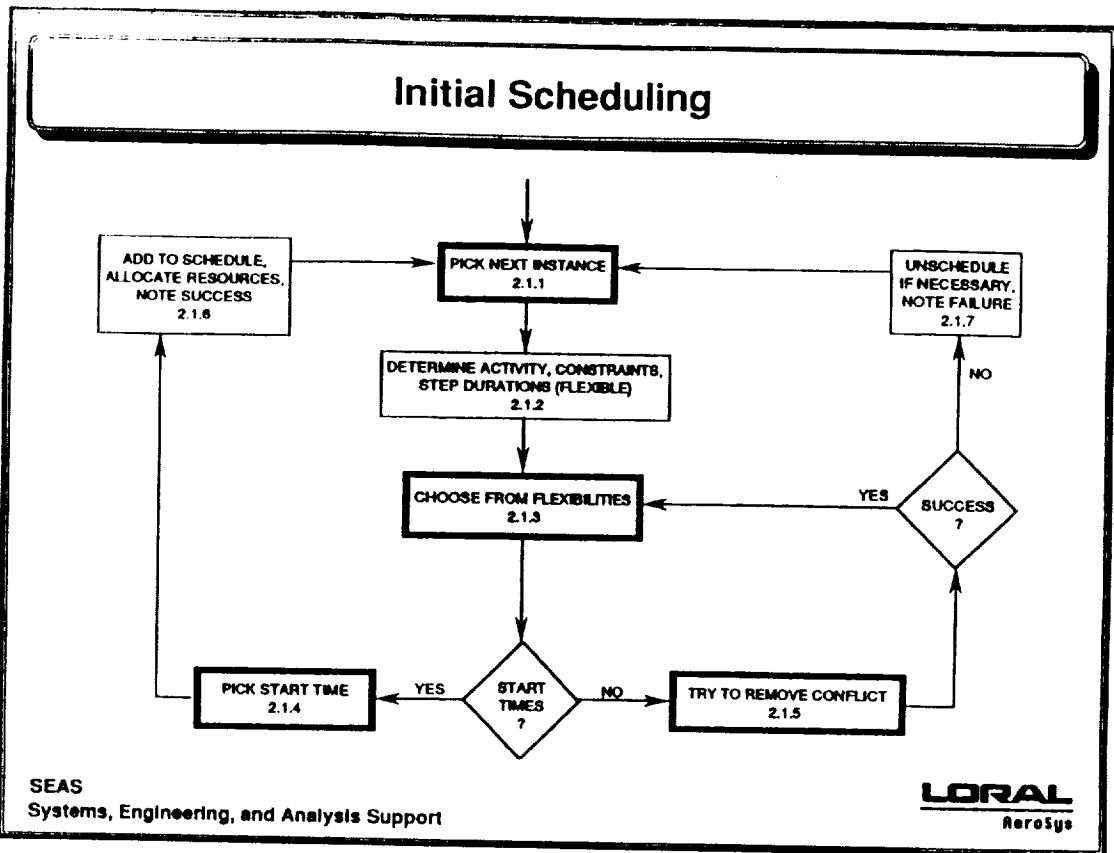 Initial Scheduling
ADD TO SCHEDULE,
ALLOCATE RESOURCES,
NOTE SUCCESS
2.1.6
PICK NEXT INSTANCE
2.1.1
UNSCHEDULE
IF NECESSARY,
NOTE FAILURE
2.1.7
DETERMINE ACTIVITY, CONSTRAINTS,
STEP DURATIONS (FLEXIBLE)
2.1.2
NO
CHOOSE FROM FLEXIBILITIES
2.1.3
YES
SUCCESS
?
PICK START TIME
2.1.4
YES
START
TIMES
?
NO
TRY TO REMOVE CONFLICT
2.1.5
SEAS
Systems, Engineering, and Analysis Support
LORAL
AeroSys